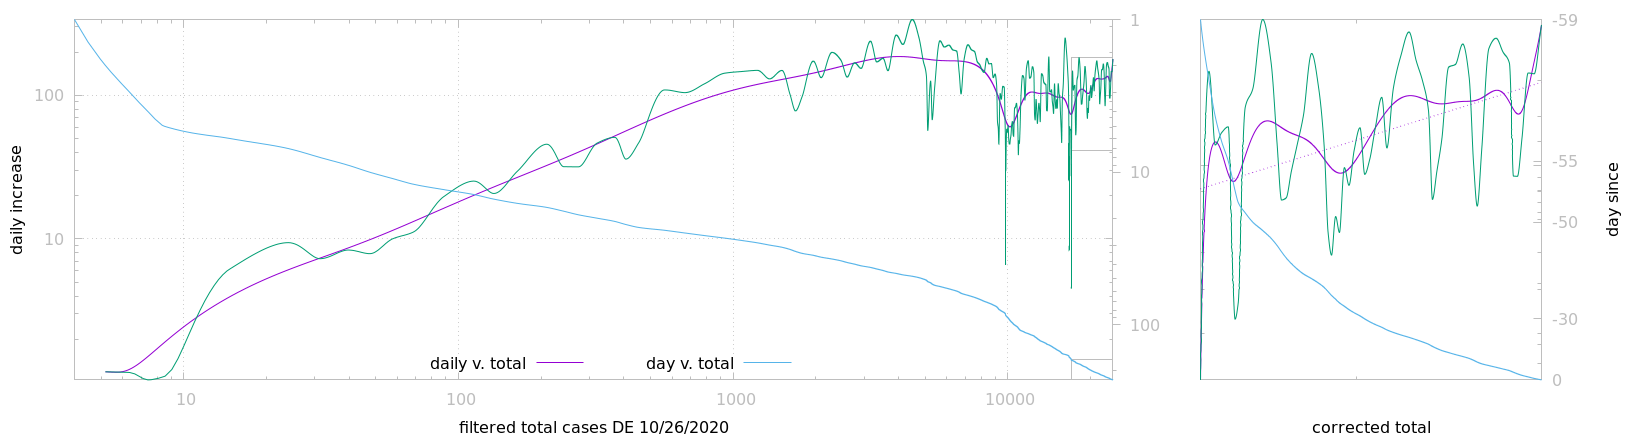 daily increase
100
10
daily v. total
day v. total
10
100
1000
10000
filtered total cases DE 10/26/2020
1
10
100
-59
-55
-50
-30
0
day since
corrected total